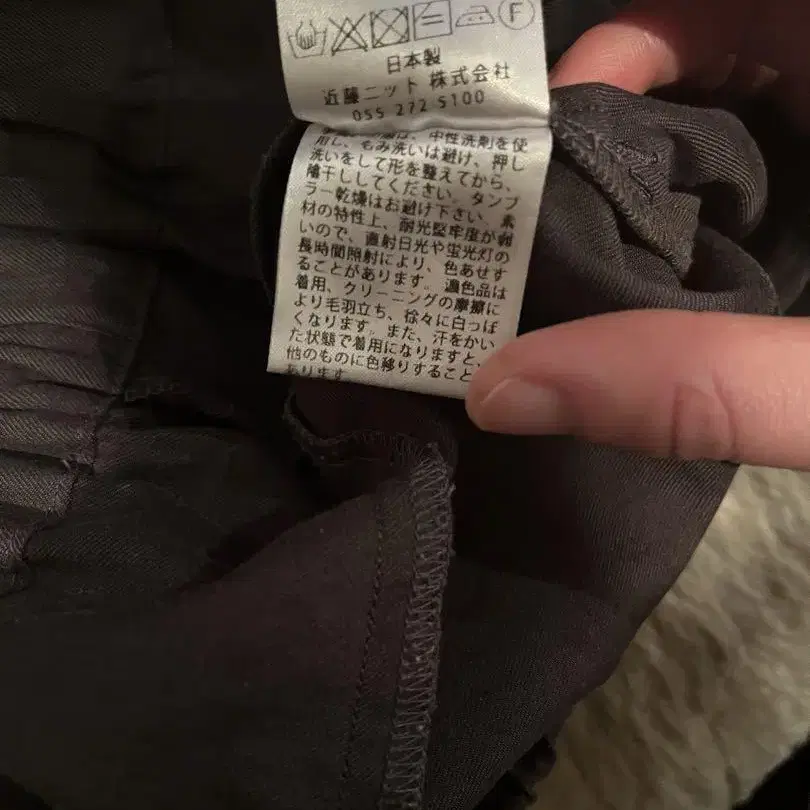 F
日本製
近藤ニット 株式会社
055 272 5100
は、中性洗剤を使
用し、もみ洗いは避け、押し
洗いをして形を整えてから、
陰干ししてください。タンブ
ラー乾燥はお避け下さい。素
材の特性上、耐光堅牢度が弱
いので、直射日光や蛍光灯の
長時間照射により、色あせす
ることがあります。濃色品は
着用、クリーニングの摩擦に
より毛羽立ち、徐々に白っぽ
くなります。また、汗をかい
た状態で着用になりますと、
他のものに色移りすること
あります